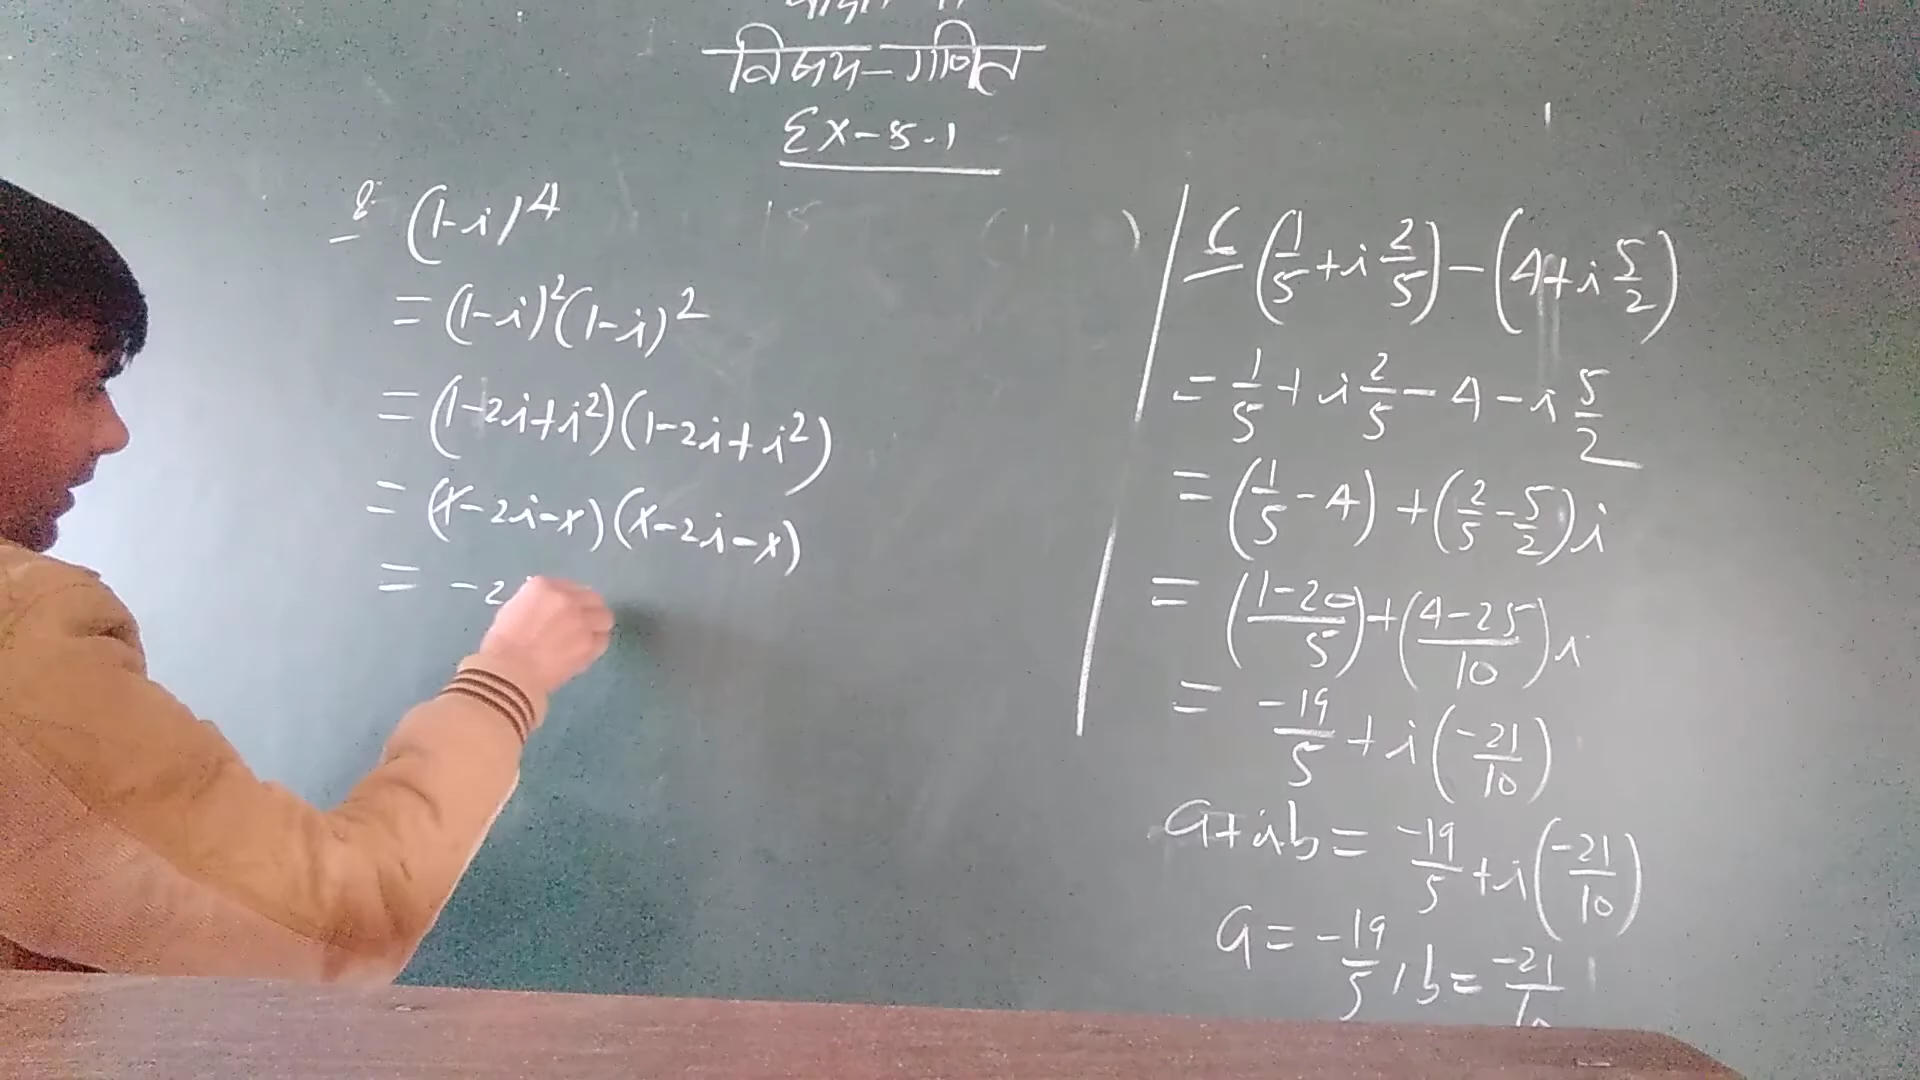 विषय-गणित
Ex-5.1
8. (1-i)^4
= (1-i)^2(1-i)^2
= (1-2i+i^2)(1-2i+i^2)
= (1-2i-1)(1-2i-1)
= -2
6 (1/5+i 2/5)-(4+i 5/2)
= 1/5+i 2/5-4-i 5/2
= (1/5-4)+(2/5-5/2)i
= (1-20/5)+(4-25/10)i
= -19/5+i(-21/10)
a+ib= -19/5+i(-21/10)
a= -19/5, b= -21/10